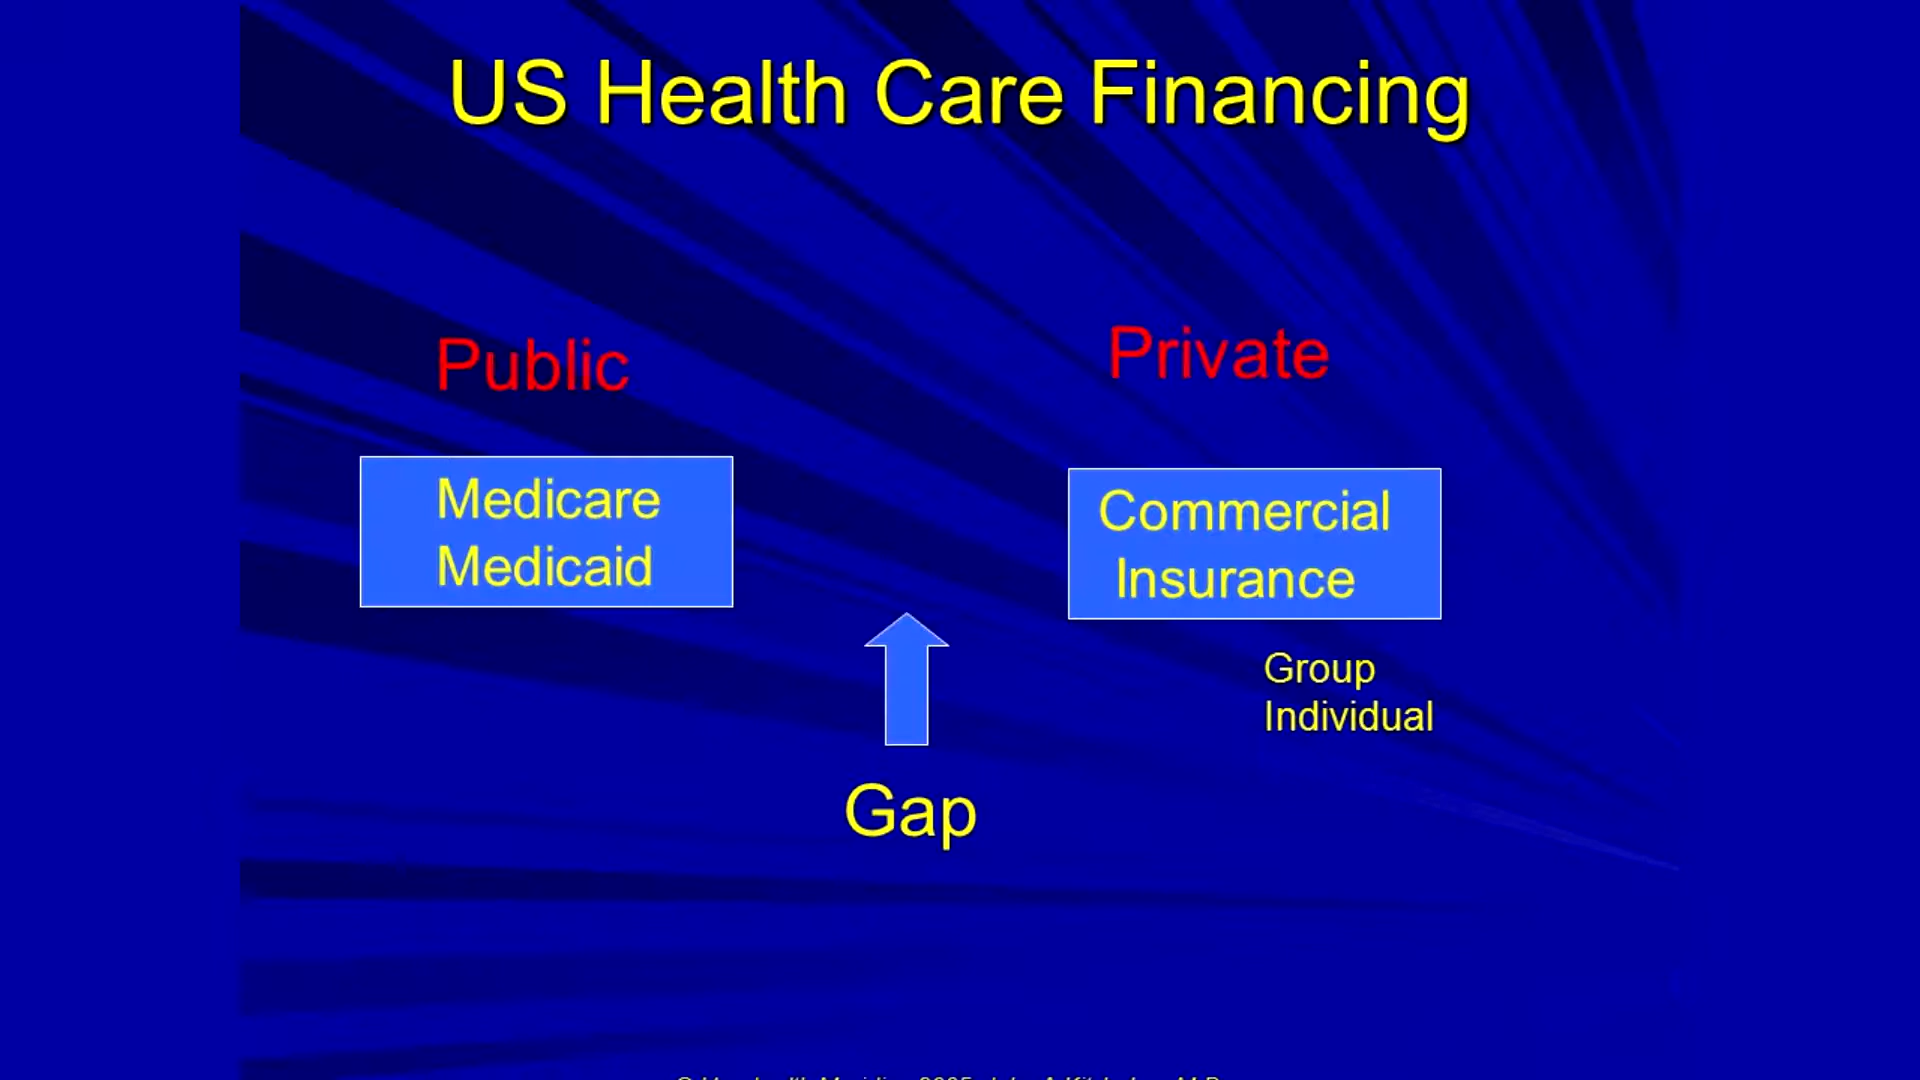 US Health Care Financing
Public
Private
Medicare
Medicaid
Commercial
Insurance
Group
Individual
Gap